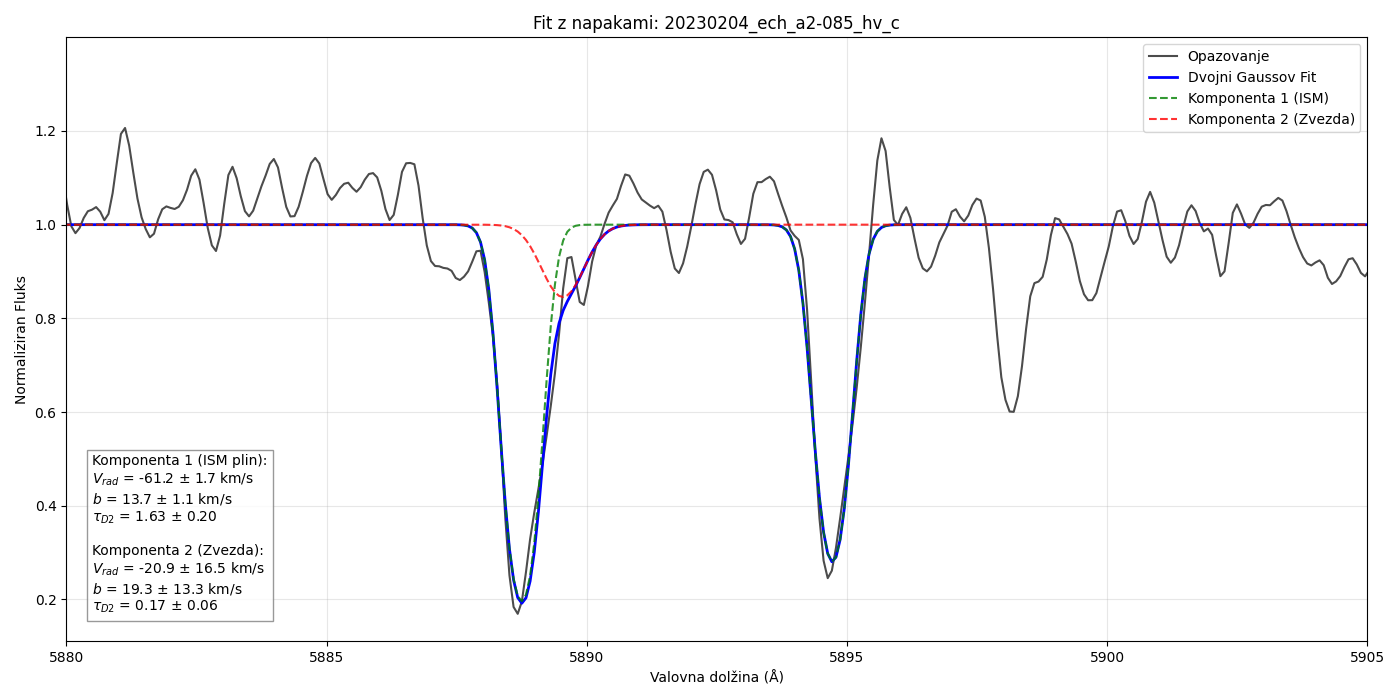 Fit z napakami: 20230204_ech_a2-085_hv_c
Normaliziran Fluks
1.2
1.0
0.8
0.6
0.4
0.2
Opazovanje
Dvojni Gaussov Fit
Komponenta 1 (ISM)
Komponenta 2 (Zvezda)
Komponenta 1 (ISM plin):
V_rad = -61.2 ± 1.7 km/s
b = 13.7 ± 1.1 km/s
τ_D2 = 1.63 ± 0.20
Komponenta 2 (Zvezda):
V_rad = -20.9 ± 16.5 km/s
b = 19.3 ± 13.3 km/s
τ_D2 = 0.17 ± 0.06
5880 5885 5890 5895 5900 5905
Valovna dolžina (Å)